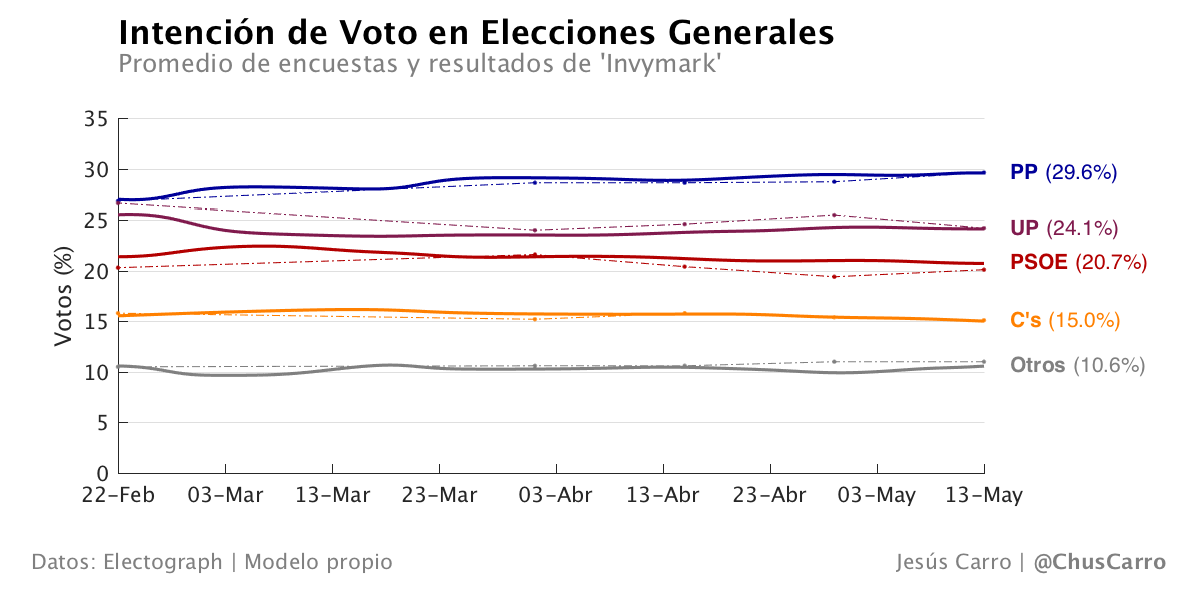 Intención de Voto en Elecciones Generales
Promedio de encuestas y resultados de 'Invymark'
35
30
25
20
15
10
5
0
Votos (%)
22-Feb 03-Mar 13-Mar 23-Mar 03-Abr 13-Abr 23-Abr 03-May 13-May
PP (29.6%)
UP (24.1%)
PSOE (20.7%)
C's (15.0%)
Otros (10.6%)
Datos: Electograph | Modelo propio
Jesús Carro | @ChusCarro